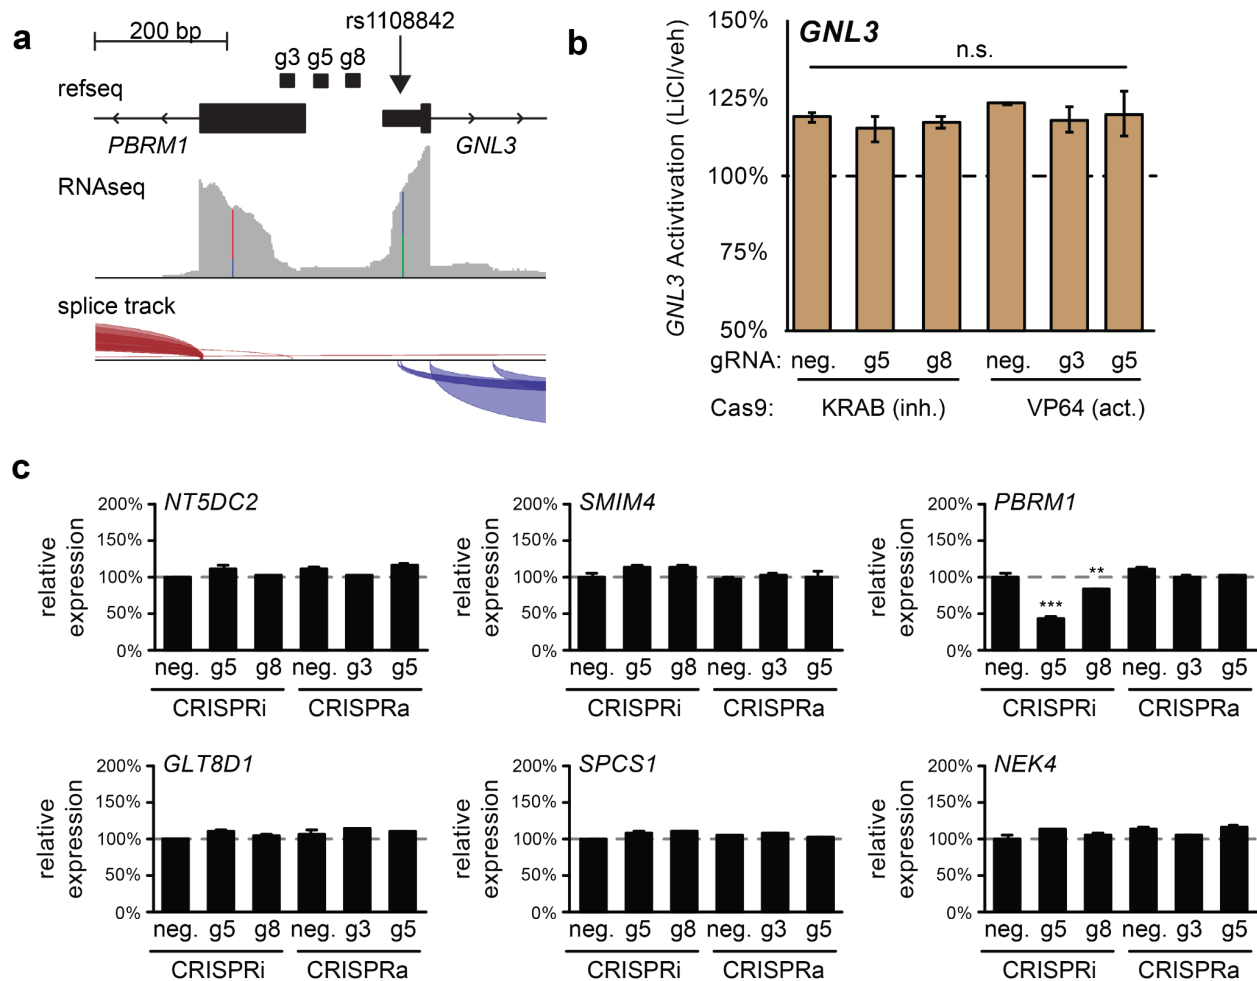 a
200 bp
rs1108842
g3 g5 g8
refseq
PBRM1
GNL3
RNAseq
splice track
b
GNL3
n.s.
GNL3 Activtivation (LiCl/veh)
150%
125%
100%
75%
50%
gRNA: neg. g5 g8 neg. g3 g5
Cas9: KRAB (inh.) VP64 (act.)
c
NT5DC2
relative
expression
200%
150%
100%
50%
0%
neg. g5 g8 neg. g3 g5
CRISPRi CRISPRa
SMIM4
relative
expression
200%
150%
100%
50%
0%
neg. g5 g8 neg. g3 g5
CRISPRi CRISPRa
PBRM1
relative
expression
200%
150%
100%
50%
0%
***
**
neg. g5 g8 neg. g3 g5
CRISPRi CRISPRa
GLT8D1
relative
expression
200%
150%
100%
50%
0%
neg. g5 g8 neg. g3 g5
CRISPRi CRISPRa
SPCS1
relative
expression
200%
150%
100%
50%
0%
neg. g5 g8 neg. g3 g5
CRISPRi CRISPRa
NEK4
relative
expression
200%
150%
100%
50%
0%
neg. g5 g8 neg. g3 g5
CRISPRi CRISPRa